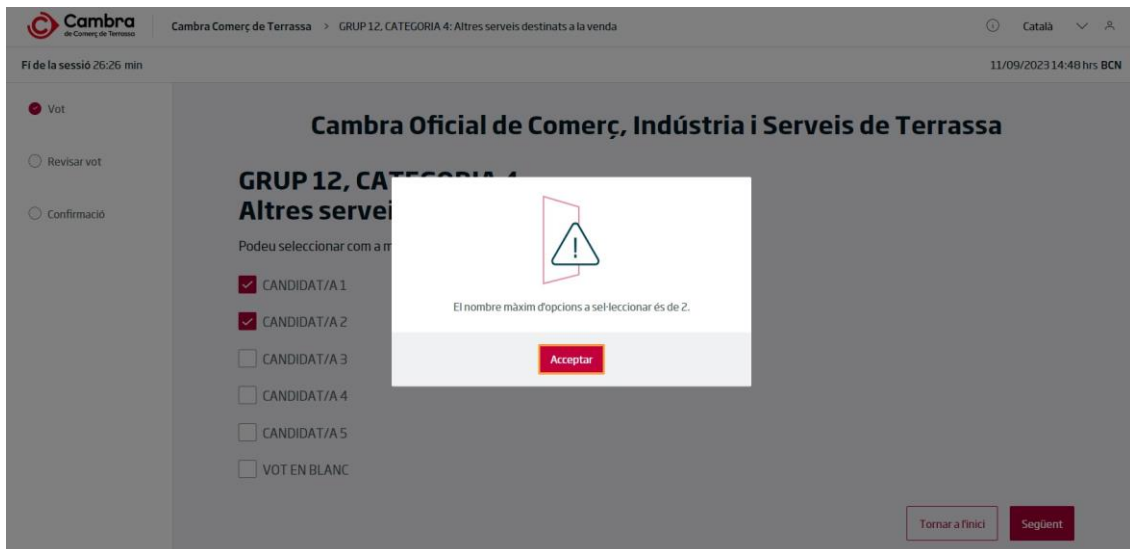 Cambra
de Comerç de Terrassa
Cambra Comerç de Terrassa > GRUP 12, CATEGORIA 4: Altres serveis destinats a la venda
Català
Fi de la sessió 26:26 min
11/09/2023 14:48 hrs BCN
Vot
Revisar vot
Confirmació
Cambra Oficial de Comerç, Indústria i Serveis de Terrassa
GRUP 12, CATEGORIA 4
Altres servei
Podeu seleccionar com a m
CANDIDAT/A 1
CANDIDAT/A 2
CANDIDAT/A 3
CANDIDAT/A 4
CANDIDAT/A 5
VOT EN BLANC
El nombre màxim d'opcions a sel·leccionar és de 2.
Acceptar
Tornar a l'inici
Següent